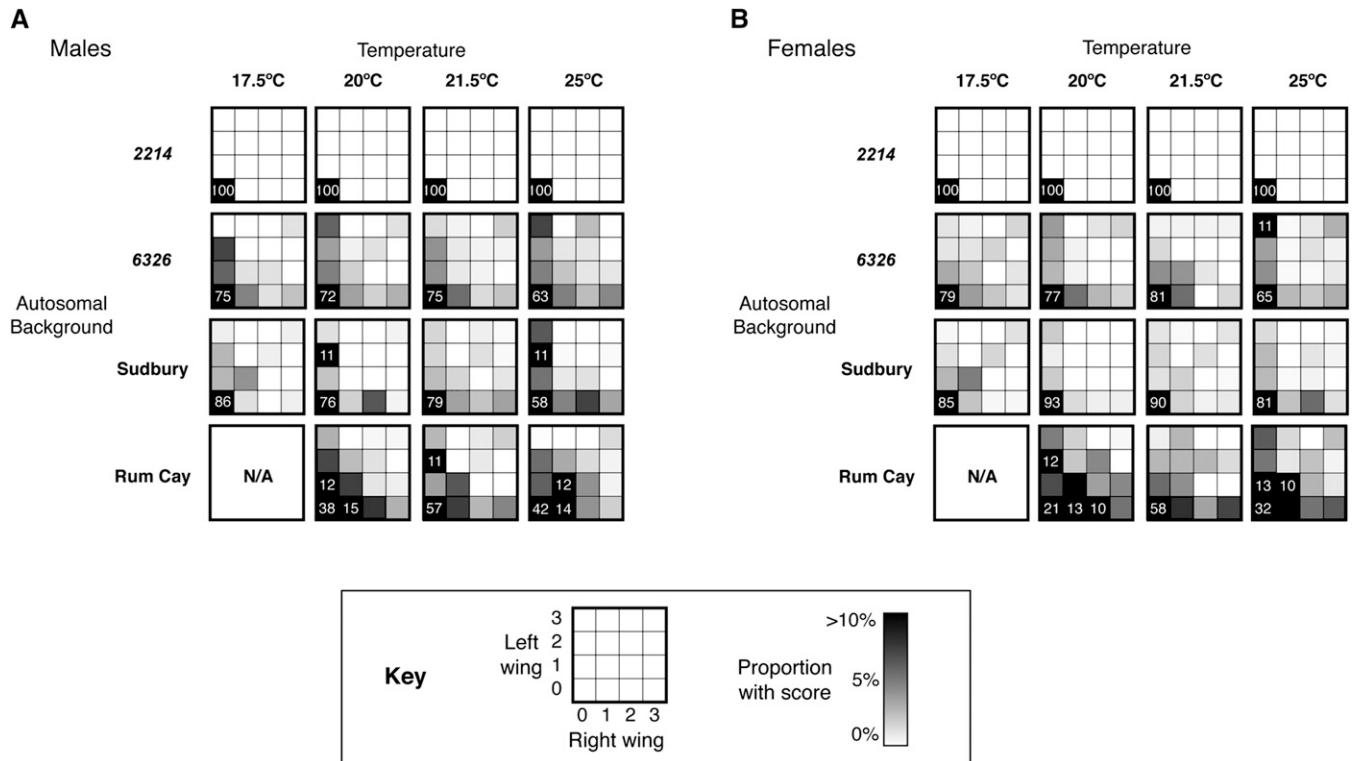 A
Males
Temperature
17.5ºC 20ºC 21.5ºC 25ºC
2214
100 100 100 100
6326
75 72 75 63
Autosomal
Background
Sudbury
11 11
86 76 79 58
Rum Cay
N/A
11
12 12
38 15 57 42 14
B
Females
Temperature
17.5ºC 20ºC 21.5ºC 25ºC
2214
100 100 100 100
6326
11
79 77 81 65
Autosomal
Background
Sudbury
85 93 90 81
Rum Cay
N/A
12
13 10
21 13 10 58 32
Key
Left
wing
3
2
1
0
0 1 2 3
Right wing
Proportion
with score
>10%
5%
0%